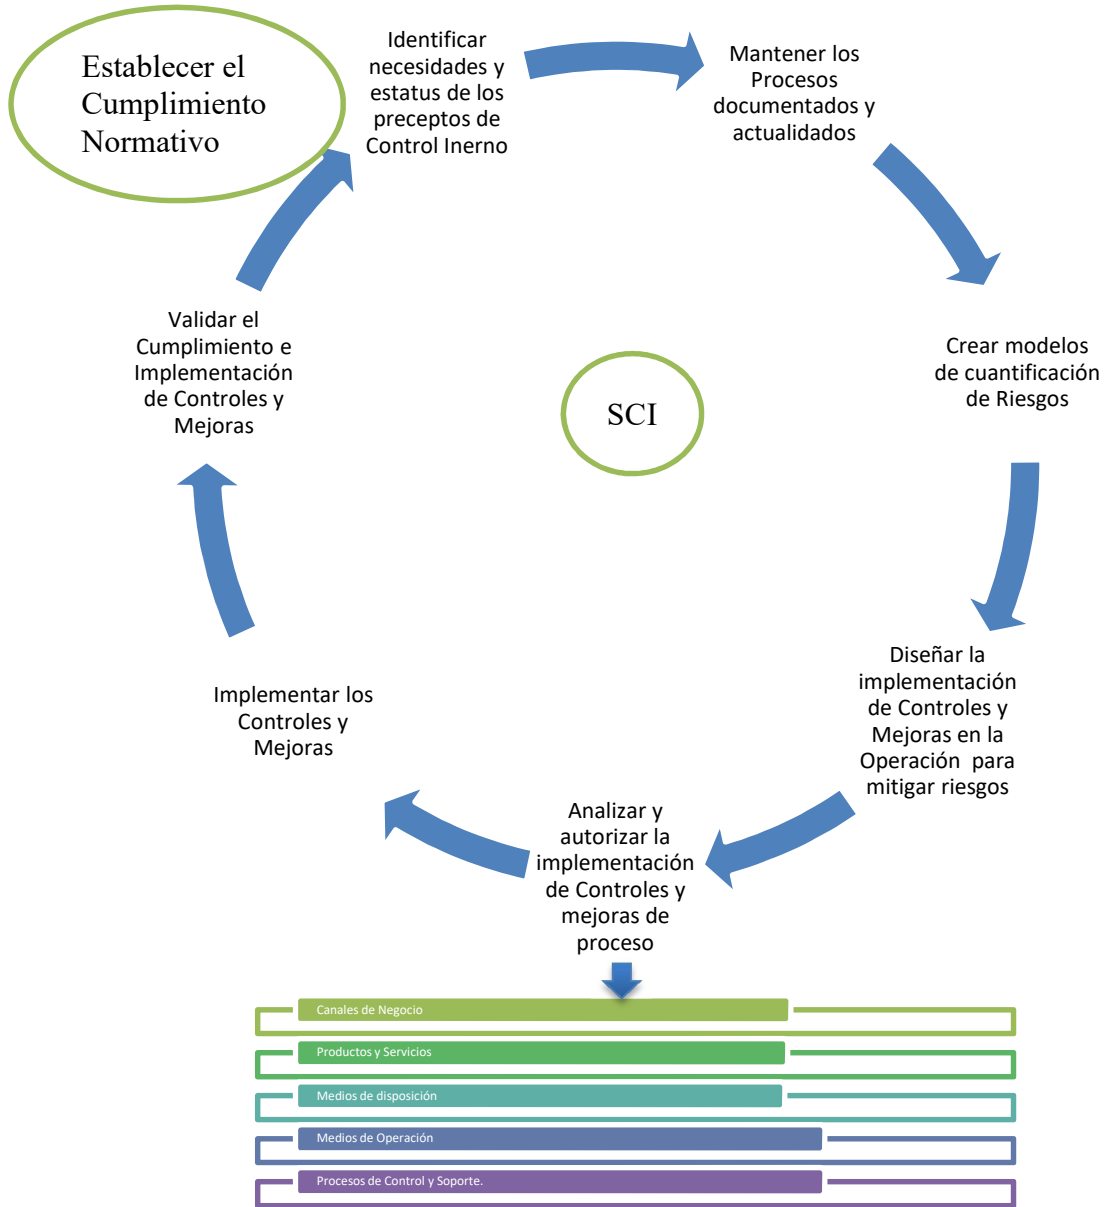 Establecer el
Cumplimiento
Normativo
Identificar
necesidades y
estatus de los
preceptos de
Control Inerno
Mantener los
Procesos
documentados y
actualidados
Crear modelos
de cuantificación
de Riesgos
Diseñar la
implementación
de Controles y
Mejoras en la
Operación para
mitigar riesgos
Analizar y
autorizar la
implementación
de Controles y
mejoras de
proceso
Implementar los
Controles y
Mejoras
Validar el
Cumplimiento e
Implementación
de Controles y
Mejoras
SCI
Canales de Negocio
Productos y Servicios
Medios de disposición
Medios de Operación
Procesos de Control y Soporte.